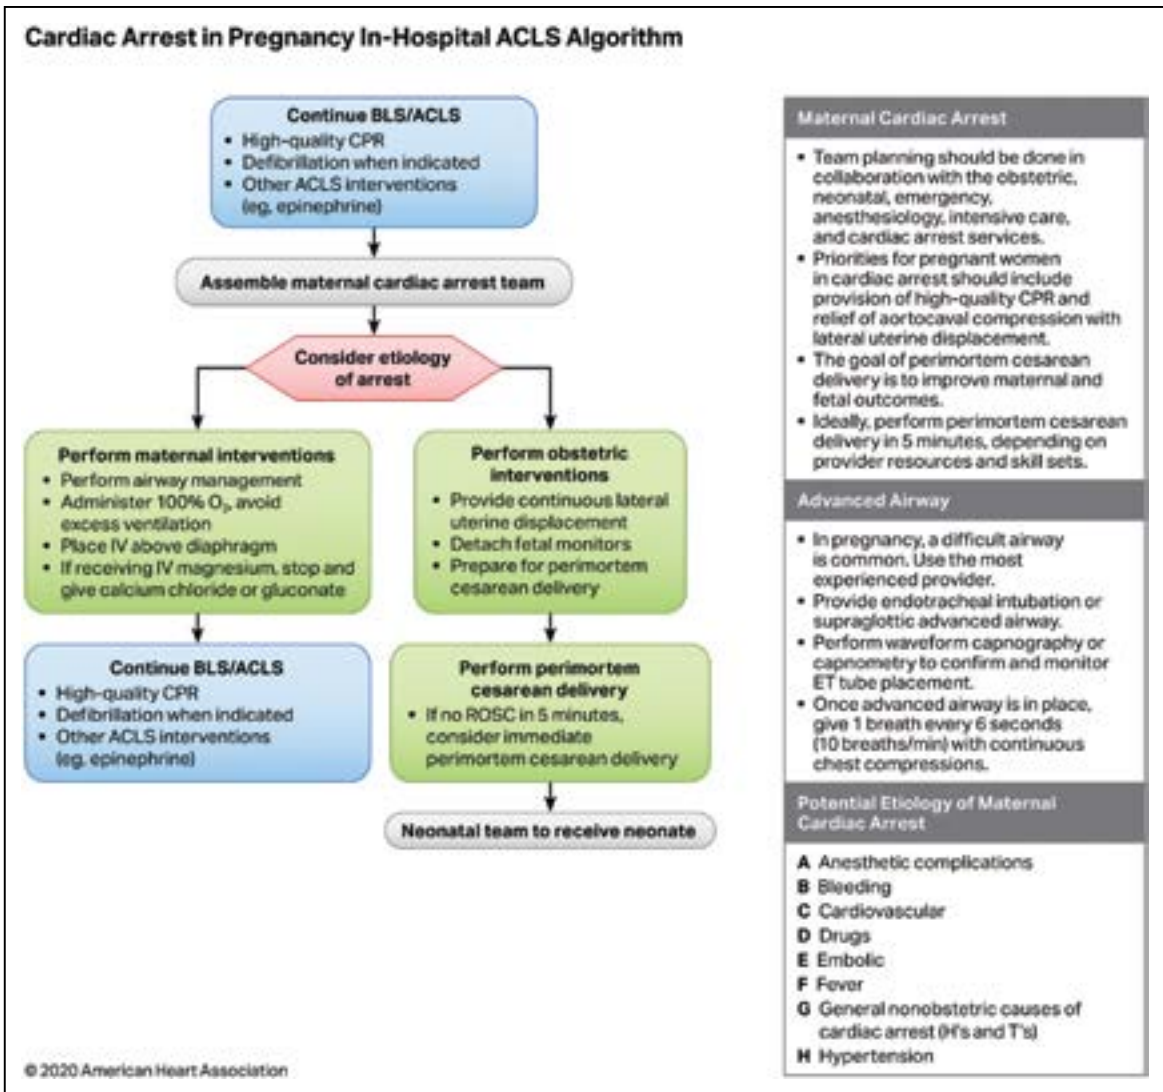 Cardiac Arrest in Pregnancy In-Hospital ACLS Algorithm
Continue BLS/ACLS
• High-quality CPR
• Defibrillation when indicated
• Other ACLS interventions
(eg, epinephrine)
Assemble maternal cardiac arrest team
Consider etiology
of arrest
Perform maternal interventions
• Perform airway management
• Administer 100% O₂, avoid
excess ventilation
• Place IV above diaphragm
• If receiving IV magnesium, stop and
give calcium chloride or gluconate
Continue BLS/ACLS
• High-quality CPR
• Defibrillation when indicated
• Other ACLS interventions
(eg, epinephrine)
Perform obstetric
interventions
• Provide continuous lateral
uterine displacement
• Detach fetal monitors
• Prepare for perimortem
cesarean delivery
Perform perimortem
cesarean delivery
• If no ROSC in 5 minutes,
consider immediate
perimortem cesarean delivery
Neonatal team to receive neonate
Maternal Cardiac Arrest
• Team planning should be done in
collaboration with the obstetric,
neonatal, emergency,
anesthesiology, intensive care,
and cardiac arrest services.
• Priorities for pregnant women
in cardiac arrest should include
provision of high-quality CPR and
relief of aortocaval compression with
lateral uterine displacement.
• The goal of perimortem cesarean
delivery is to improve maternal and
fetal outcomes.
• Ideally, perform perimortem cesarean
delivery in 5 minutes, depending on
provider resources and skill sets.
Advanced Airway
• In pregnancy, a difficult airway
is common. Use the most
experienced provider.
• Provide endotracheal intubation or
supraglottic advanced airway.
• Perform waveform capnography or
capnometry to confirm and monitor
ET tube placement.
• Once advanced airway is in place,
give 1 breath every 6 seconds
(10 breaths/min) with continuous
chest compressions.
Potential Etiology of Maternal
Cardiac Arrest
A Anesthetic complications
B Bleeding
C Cardiovascular
D Drugs
E Embolic
F Fever
G General nonobstetric causes of
cardiac arrest (H's and T's)
H Hypertension
© 2020 American Heart Association